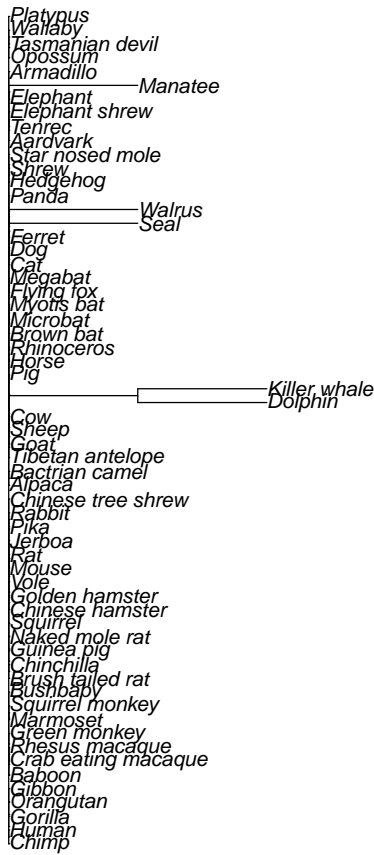 Platypus
Wallaby
Tasmanian devil
Opossum
Armadillo
Manatee
Elephant
Elephant shrew
Tenrec
Aardvark
Star nosed mole
Shrew
Hedgehog
Panda
Walrus
Seal
Ferret
Dog
Cat
Megabat
Flying fox
Myotis bat
Microbat
Brown bat
Rhinoceros
Horse
Pig
Killer whale
Dolphin
Cow
Sheep
Goat
Tibetan antelope
Bactrian camel
Alpaca
Chinese tree shrew
Rabbit
Pika
Jerboa
Rat
Mouse
Vole
Golden hamster
Chinese hamster
Squirrel
Naked mole rat
Guinea pig
Chinchilla
Brush tailed rat
Bushbaby
Squirrel monkey
Marmoset
Green monkey
Rhesus macaque
Crab eating macaque
Baboon
Gibbon
Orangutan
Gorilla
Human
Chimp